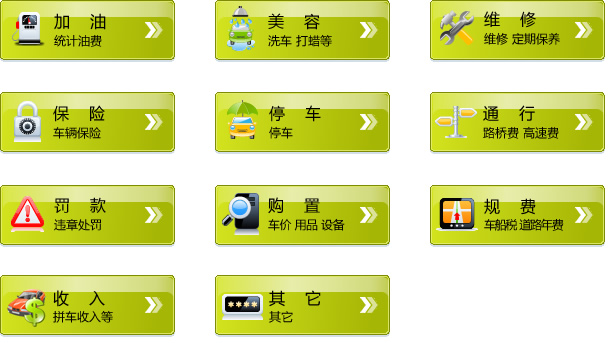 加 油
统计油费
美 容
洗车 打蜡等
维 修
维修 定期保养
保 险
车辆保险
停 车
停车
通 行
路桥费 高速费
罚 款
违章处罚
购 置
车价 用品 设备
规 费
车船税 道路年费
收 入
拼车收入等
其 它
其它